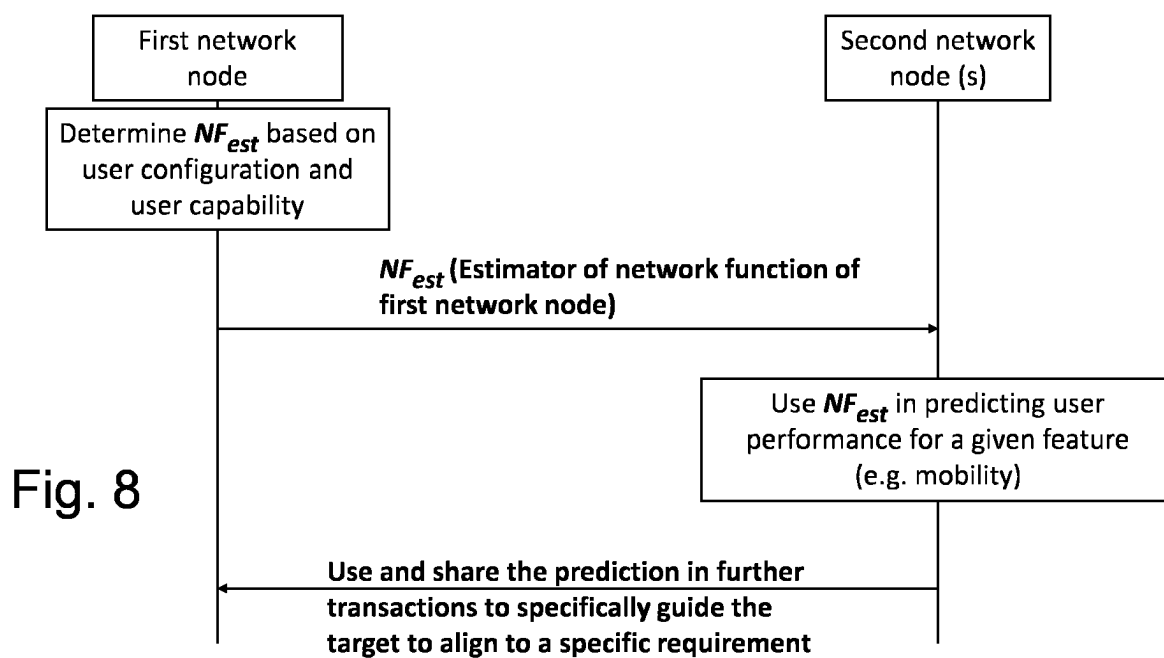 First network
node
Second network
node (s)
Determine NFest based on
user configuration and
user capability
NFest (Estimator of network function of
first network node)
Use NFest in predicting user
performance for a given feature
(e.g. mobility)
Fig. 8
Use and share the prediction in further
transactions to specifically guide the
target to align to a specific requirement